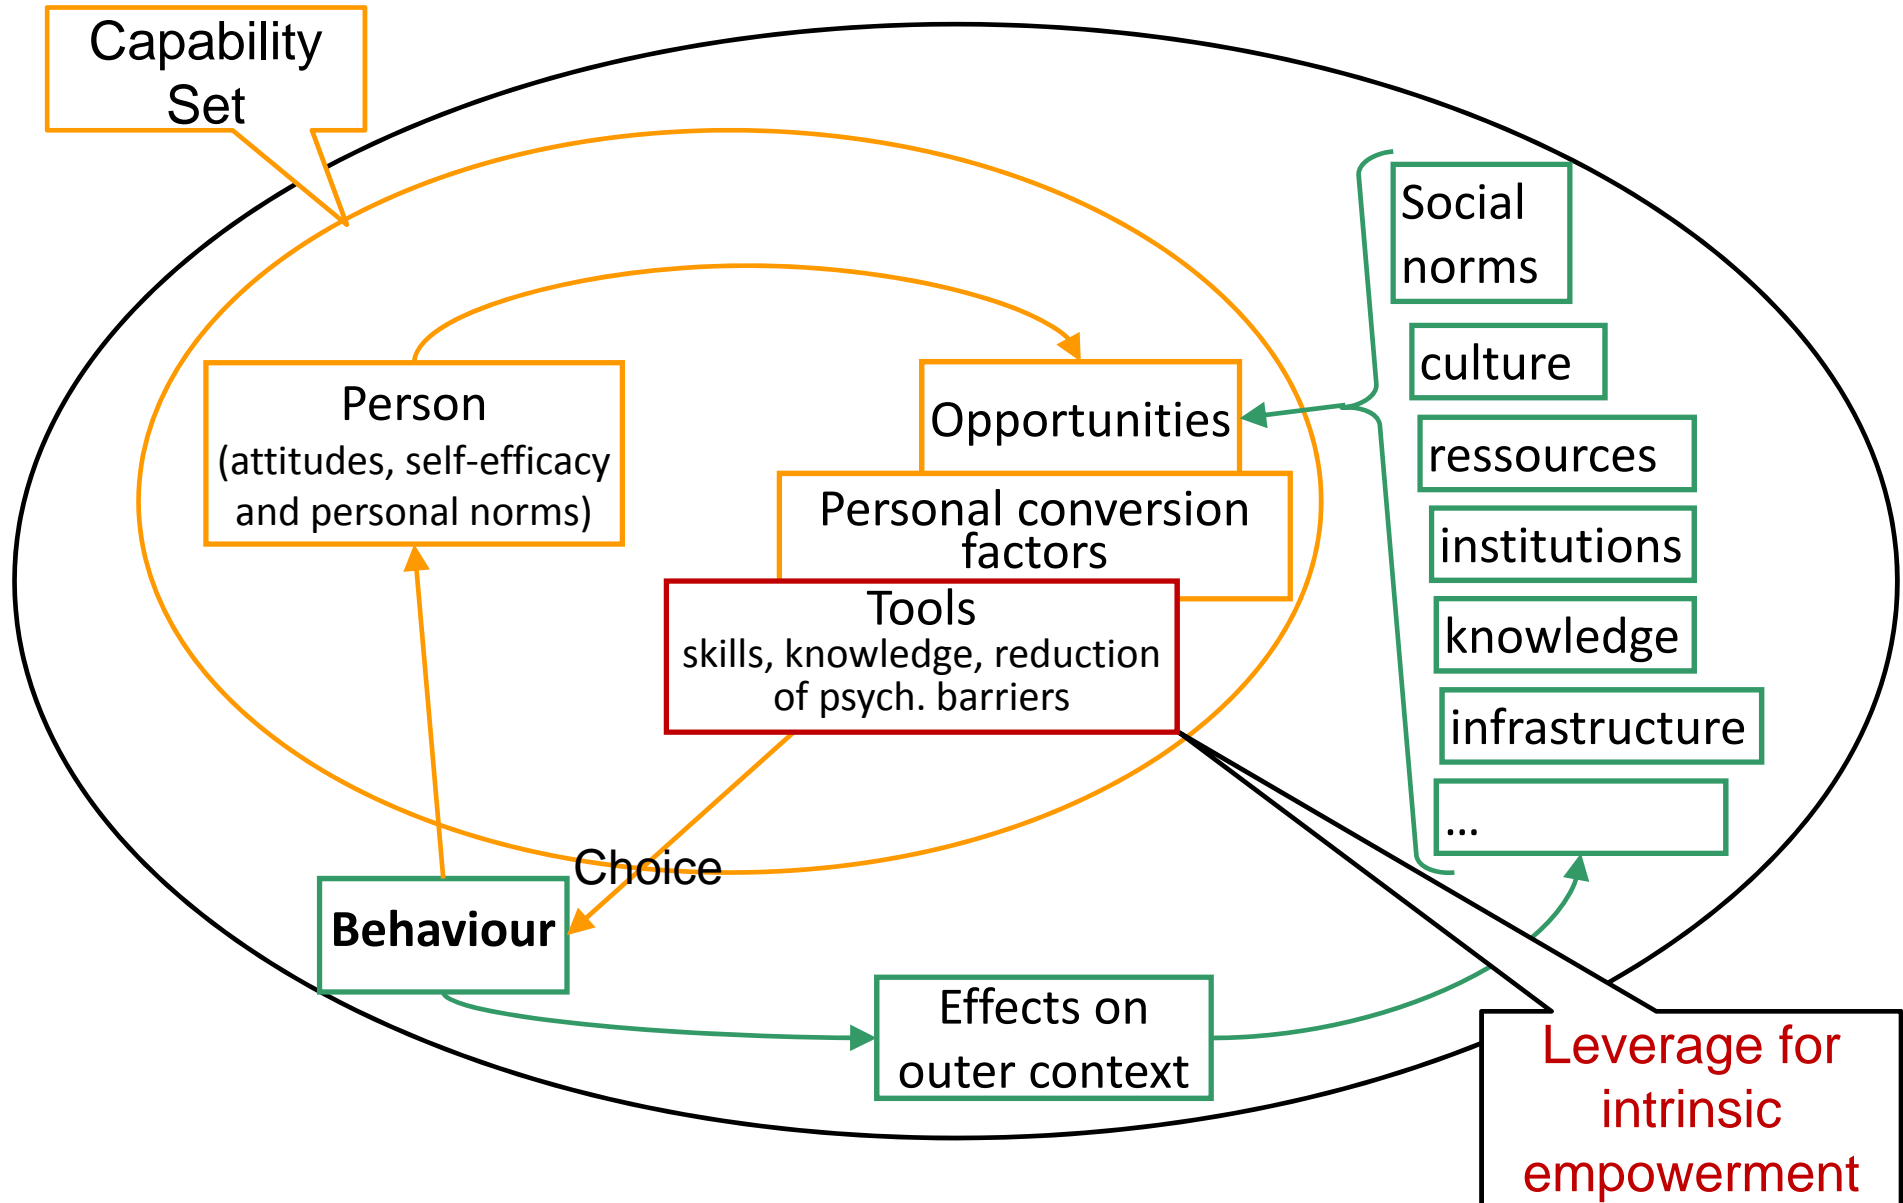 Capability
Set
Social
norms
culture
ressources
institutions
knowledge
infrastructure
...
Person
(attitudes, self-efficacy
and personal norms)
Opportunities
Personal conversion
factors
Tools
skills, knowledge, reduction
of psych. barriers
Choice
Behaviour
Effects on
outer context
Leverage for
intrinsic
empowerment